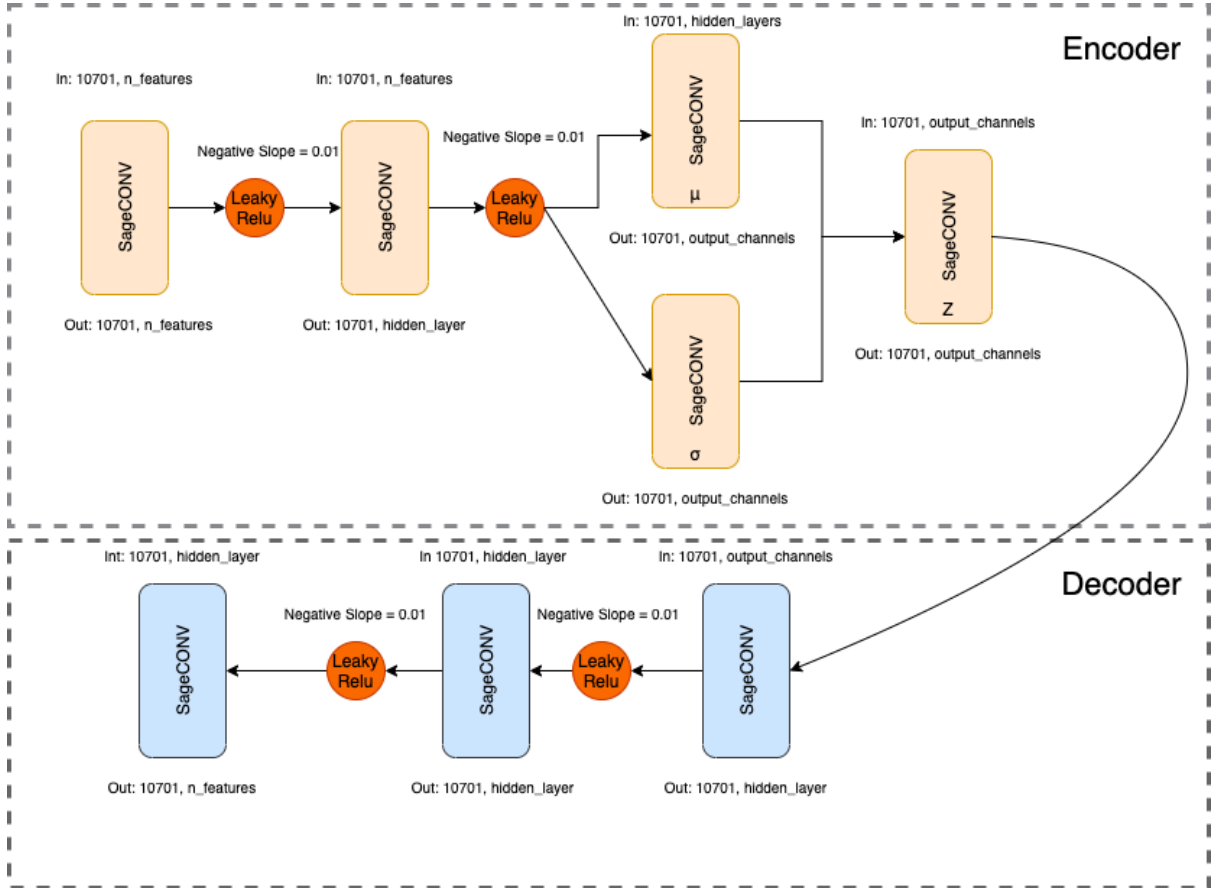 In: 10701, hidden_layers
Encoder
In: 10701, n_features
In: 10701, n_features
SageCONV
μ
In: 10701, output_channels
Negative Slope = 0.01
Negative Slope = 0.01
SageCONV
Leaky
Relu
SageCONV
Leaky
Relu
SageCONV
Z
Out: 10701, output_channels
Out: 10701, n_features
Out: 10701, hidden_layer
SageCONV
σ
Out: 10701, output_channels
Out: 10701, output_channels
Decoder
Int: 10701, hidden_layer
In 10701, hidden_layer
In: 10701, output_channels
Negative Slope = 0.01
Negative Slope = 0.01
SageCONV
Leaky
Relu
SageCONV
Leaky
Relu
SageCONV
Out: 10701, n_features
Out: 10701, hidden_layer
Out: 10701, hidden_layer